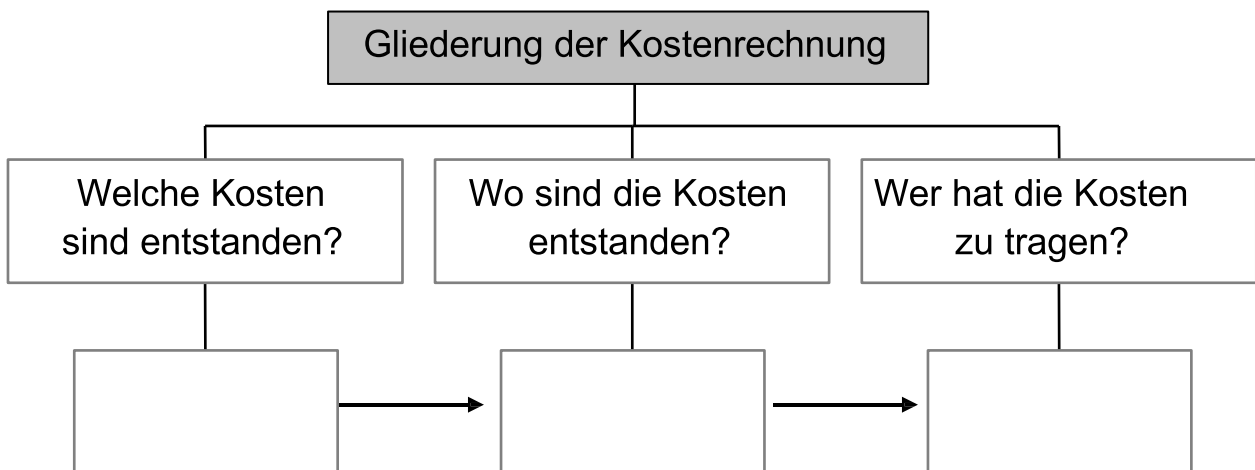 Gliederung der Kostenrechnung
Welche Kosten
sind entstanden?
Wo sind die Kosten
entstanden?
Wer hat die Kosten
zu tragen?